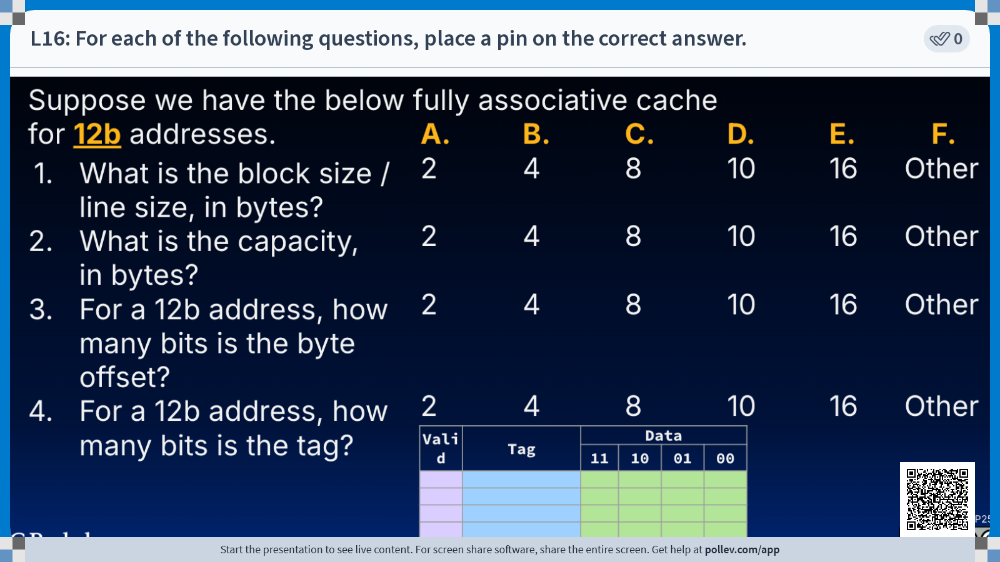 L16: For each of the following questions, place a pin on the correct answer.
0
Suppose we have the below fully associative cache
for 12b addresses.
A. B. C. D. E. F.
1. What is the block size /
line size, in bytes?
2 4 8 10 16 Other
2. What is the capacity,
in bytes?
2 4 8 10 16 Other
3. For a 12b address, how
many bits is the byte
offset?
2 4 8 10 16 Other
4. For a 12b address, how
many bits is the tag?
2 4 8 10 16 Other
Vali
d
Tag
Data
11 10 01 00
Start the presentation to see live content. For screen share software, share the entire screen. Get help at pollev.com/app